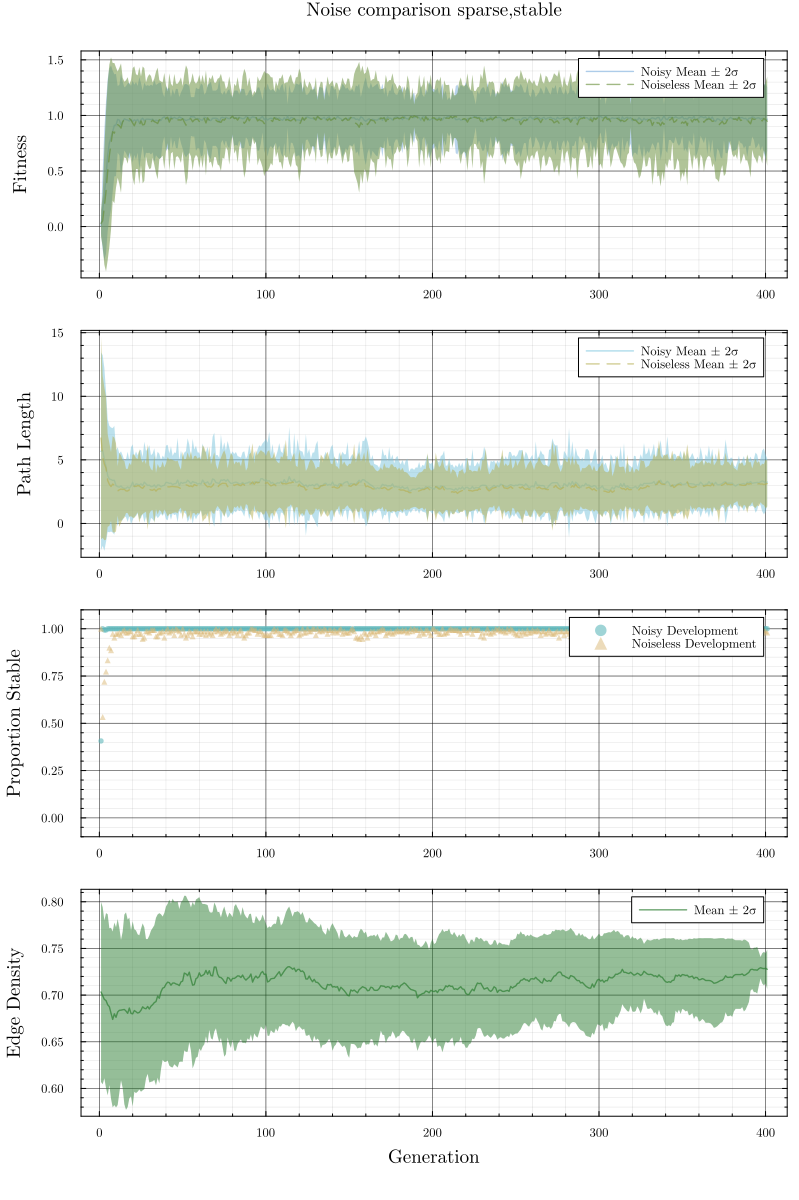 Noise comparison sparse,stable
1.5
1.0
0.5
0.0
Fitness
Noisy Mean ± 2σ
Noiseless Mean ± 2σ
0 100 200 300 400
15
10
5
0
Path Length
Noisy Mean ± 2σ
Noiseless Mean ± 2σ
0 100 200 300 400
1.00
0.75
0.50
0.25
0.00
Proportion Stable
Noisy Development
Noiseless Development
0 100 200 300 400
0.80
0.75
0.70
0.65
0.60
Edge Density
Mean ± 2σ
0 100 200 300 400
Generation